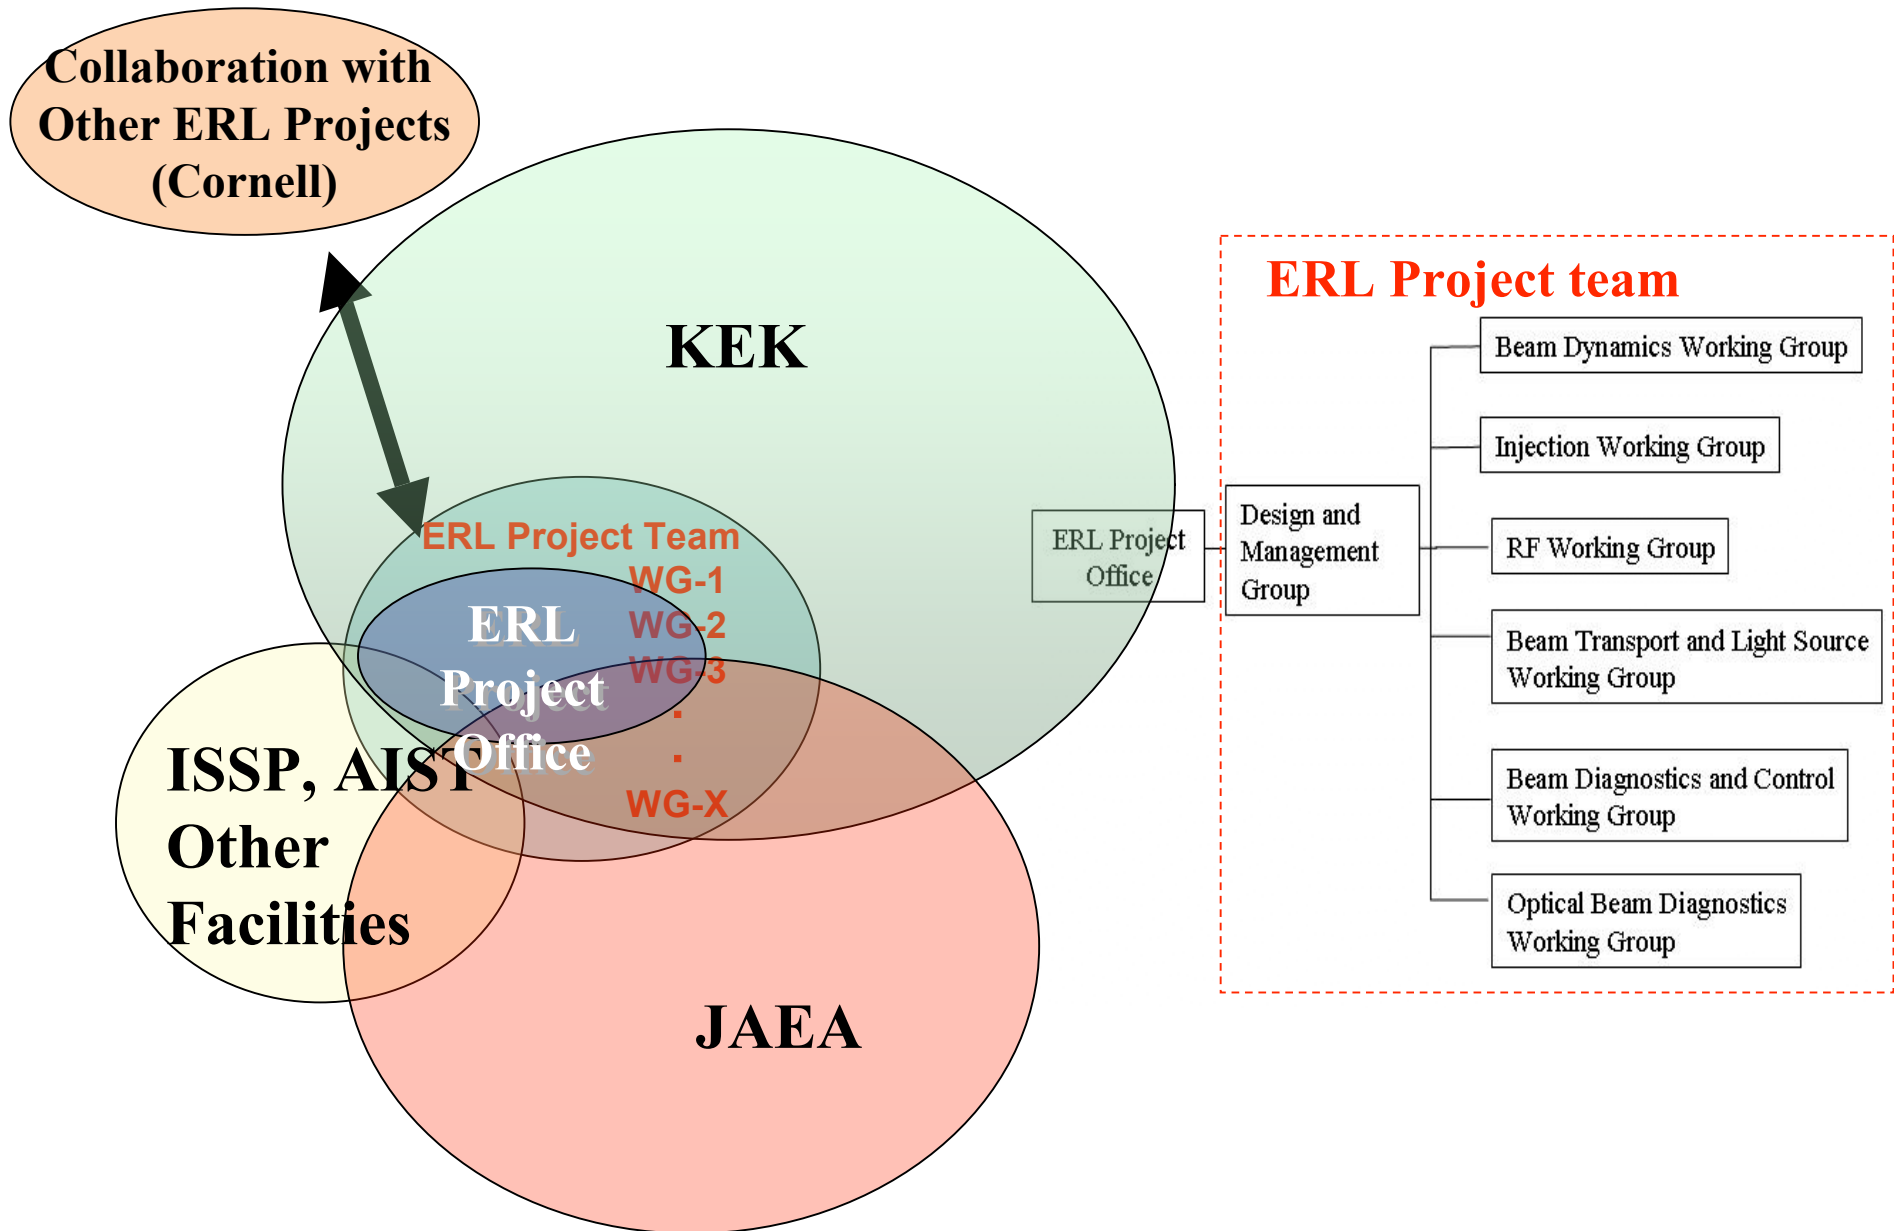 Collaboration with
Other ERL Projects
(Cornell)
KEK
ERL Project Team
WG-1
WG-2
WG-3
.
.
WG-X
ERL
Project
Office
ISSP, AIST
Other
Facilities
JAEA
ERL Project team
ERL Project
Office
Design and
Management
Group
Beam Dynamics Working Group
Injection Working Group
RF Working Group
Beam Transport and Light Source
Working Group
Beam Diagnostics and Control
Working Group
Optical Beam Diagnostics
Working Group